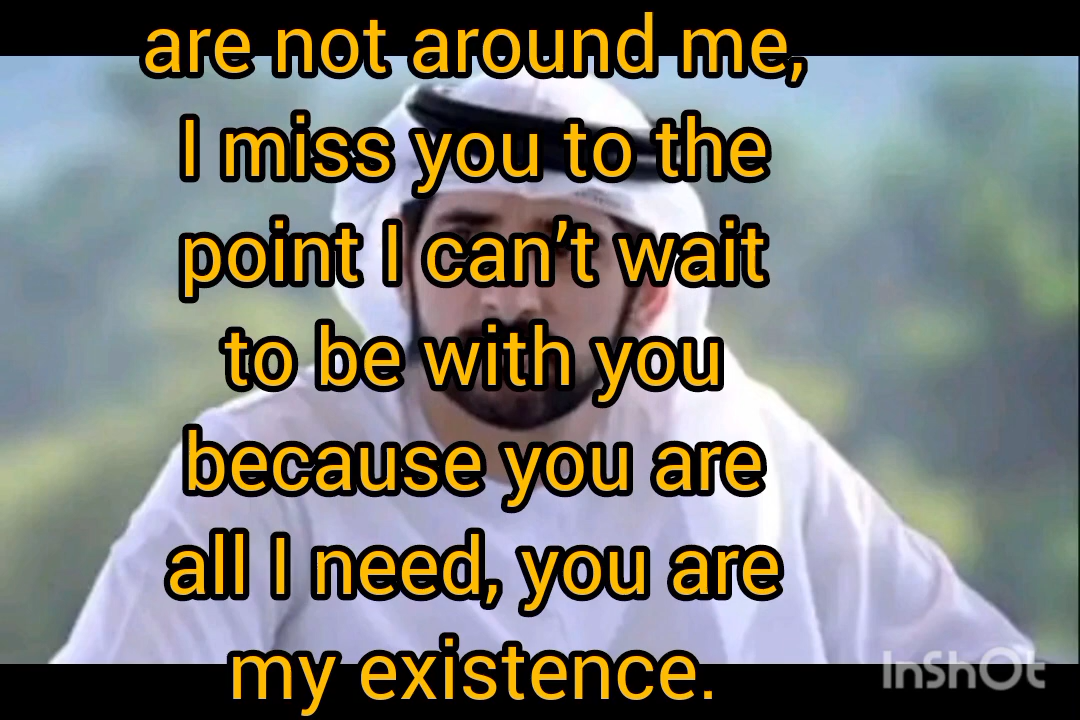 are not around me,
I miss you to the
point I can’t wait
to be with you
because you are
all I need, you are
my existence.
InShOt